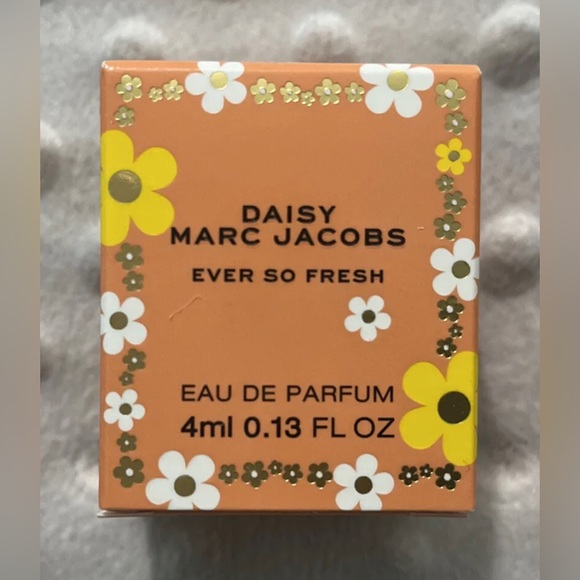 DAISY
MARC JACOBS
EVER SO FRESH
EAU DE PARFUM
4ml 0.13 FL OZ